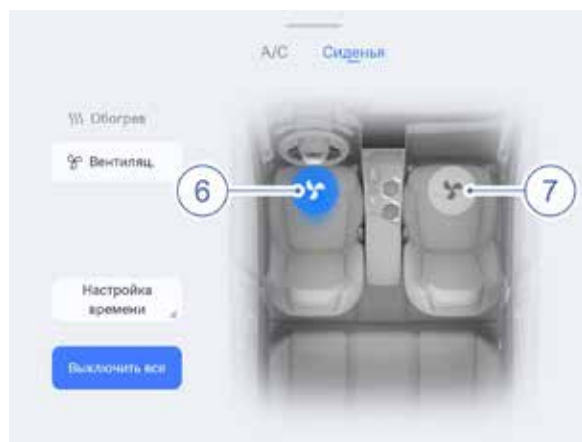 A/C Сиденья
Обогрев
Вентиляц.
6
7
Настройка
времени
Выключить все